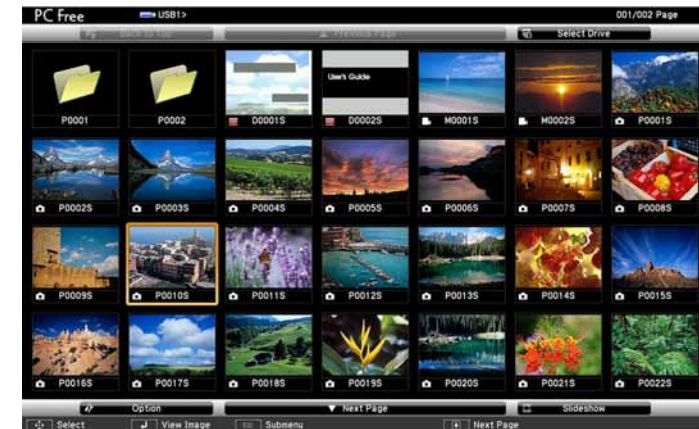 PC Free USB1> 001/002 Page
Back to Top ▲ Previous Page Select Drive
User's Guide
P0001 P0002 D0001S D0002S M0001S M0002S P0001S
P0002S P0003S P0004S P0005S P0006S P0007S P0008S
P0009S P0010S P0011S P0012S P0013S P0014S P0015S
P0016S P0017S P0018S P0019S P0020S P0021S P0022S
Option ▼ Next Page Slideshow
Select View Image Submenu Next Page